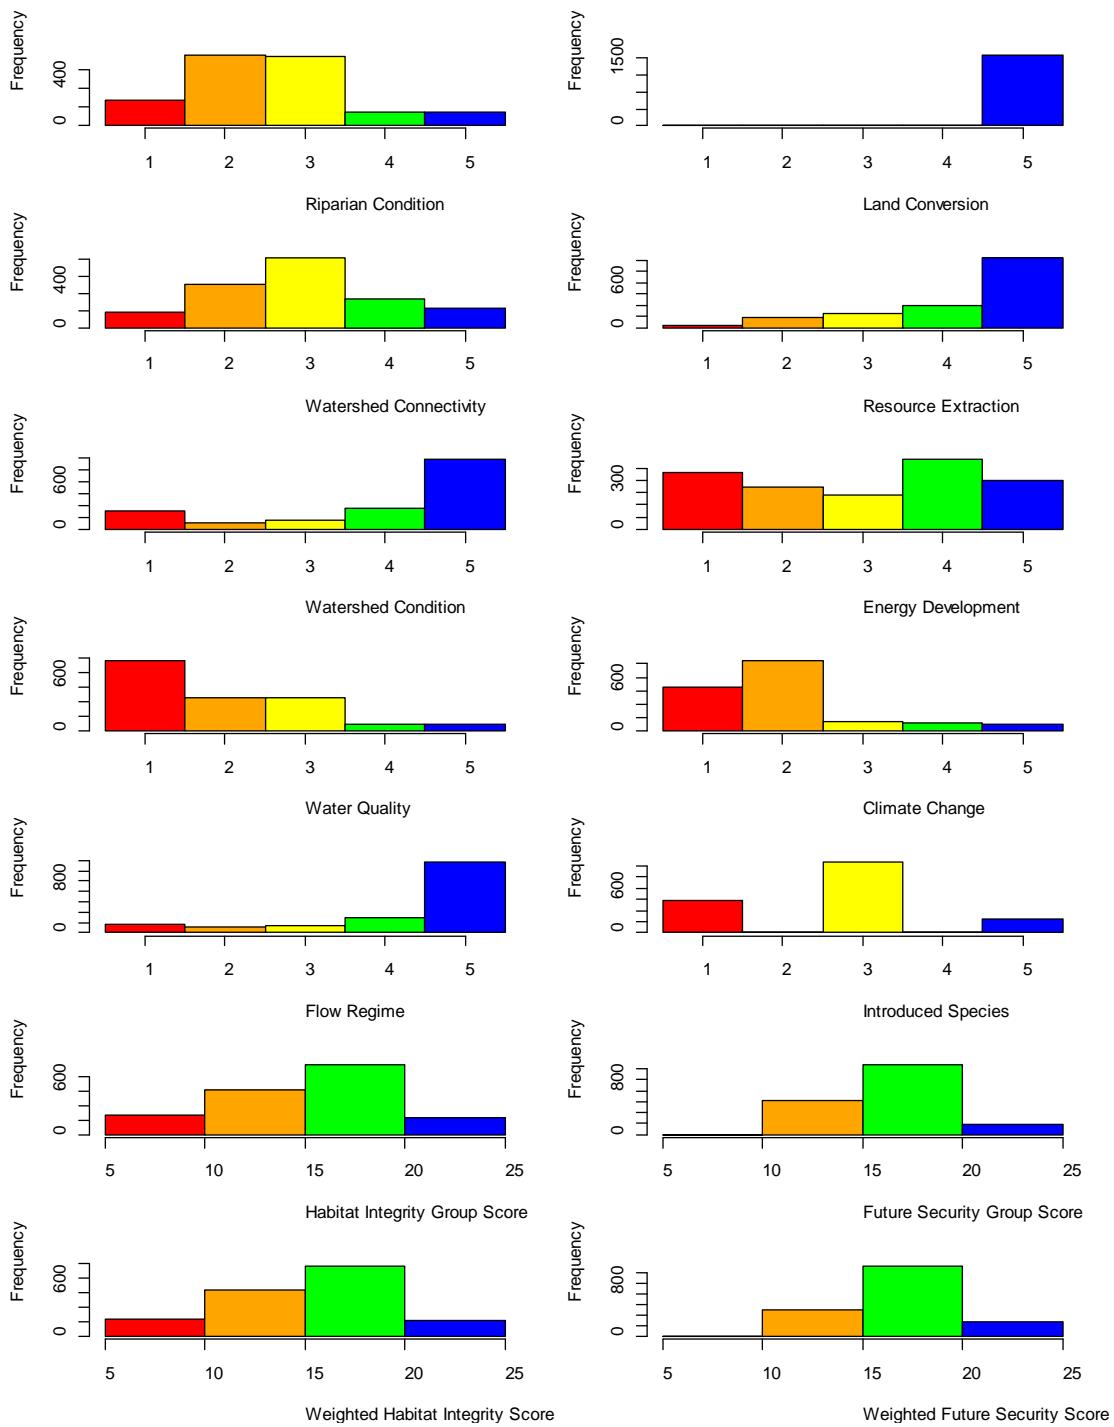 Frequency
0 400
1 2 3 4 5
Riparian Condition
Frequency
0 1500
1 2 3 4 5
Land Conversion
Frequency
0 400
1 2 3 4 5
Watershed Connectivity
Frequency
0 600
1 2 3 4 5
Resource Extraction
Frequency
0 600
1 2 3 4 5
Watershed Condition
Frequency
0 300
1 2 3 4 5
Energy Development
Frequency
0 600
1 2 3 4 5
Water Quality
Frequency
0 600
1 2 3 4 5
Climate Change
Frequency
0 800
1 2 3 4 5
Flow Regime
Frequency
0 600
1 2 3 4 5
Introduced Species
Frequency
0 600
5 10 15 20 25
Habitat Integrity Group Score
Frequency
0 800
5 10 15 20 25
Future Security Group Score
Frequency
0 600
5 10 15 20 25
Weighted Habitat Integrity Score
Frequency
0 800
5 10 15 20 25
Weighted Future Security Score